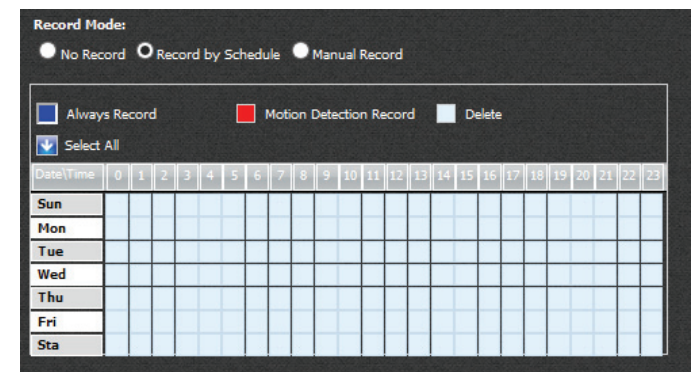 Record Mode:
No Record Record by Schedule Manual Record
Always Record Motion Detection Record Delete
Select All
Date\Time 0 1 2 3 4 5 6 7 8 9 10 11 12 13 14 15 16 17 18 19 20 21 22 23
Sun
Mon
Tue
Wed
Thu
Fri
Sta